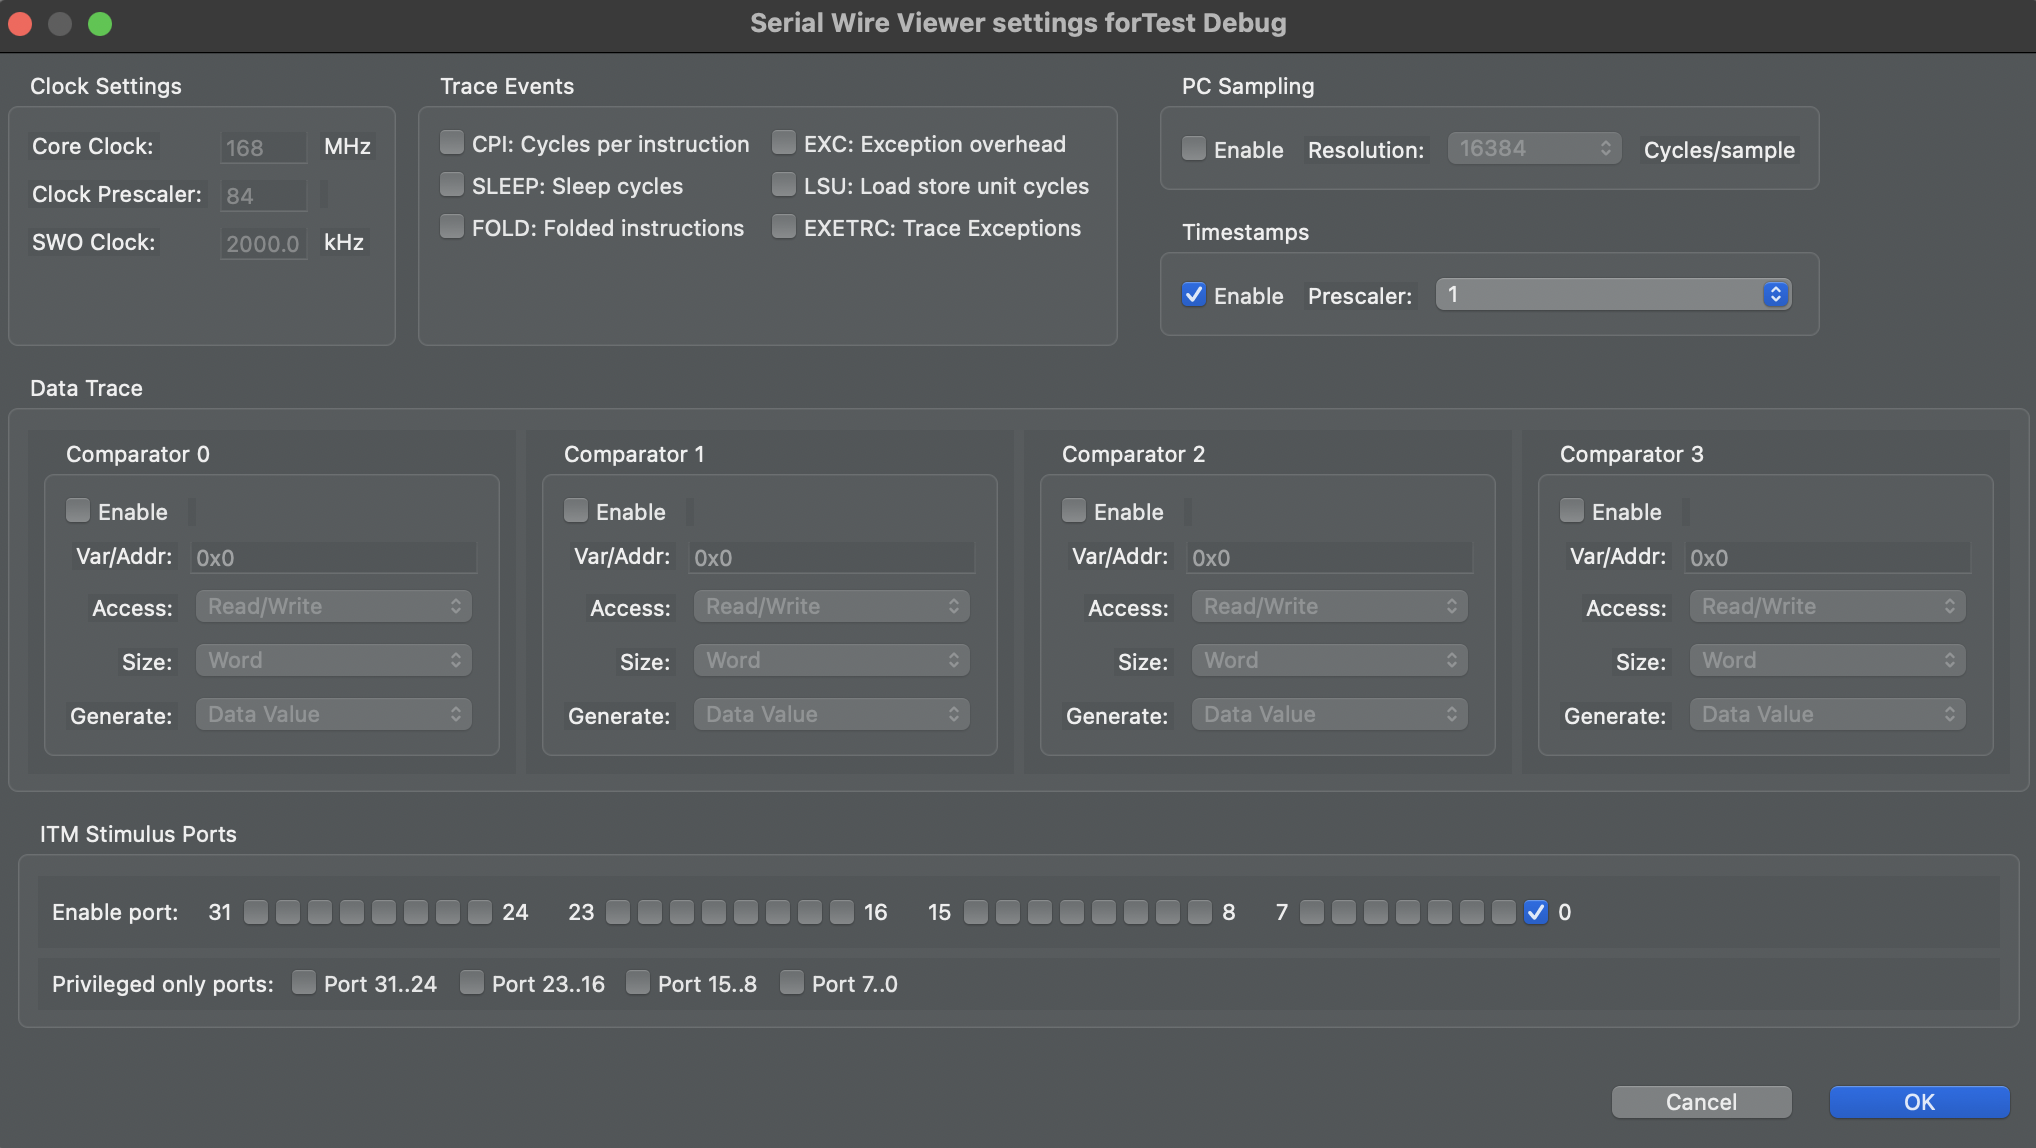 Serial Wire Viewer settings forTest Debug
Clock Settings
Core Clock: 168 MHz
Clock Prescaler: 84
SWO Clock: 2000.0 kHz
Trace Events
CPI: Cycles per instruction
EXC: Exception overhead
SLEEP: Sleep cycles
LSU: Load store unit cycles
FOLD: Folded instructions
EXETRC: Trace Exceptions
PC Sampling
Enable Resolution: 16384 Cycles/sample
Timestamps
Enable Prescaler: 1
Data Trace
Comparator 0
Enable
Var/Addr: 0x0
Access: Read/Write
Size: Word
Generate: Data Value
Comparator 1
Enable
Var/Addr: 0x0
Access: Read/Write
Size: Word
Generate: Data Value
Comparator 2
Enable
Var/Addr: 0x0
Access: Read/Write
Size: Word
Generate: Data Value
Comparator 3
Enable
Var/Addr: 0x0
Access: Read/Write
Size: Word
Generate: Data Value
ITM Stimulus Ports
Enable port: 31 24 23 16 15 8 7 0
Privileged only ports: Port 31..24 Port 23..16 Port 15..8 Port 7..0
Cancel OK